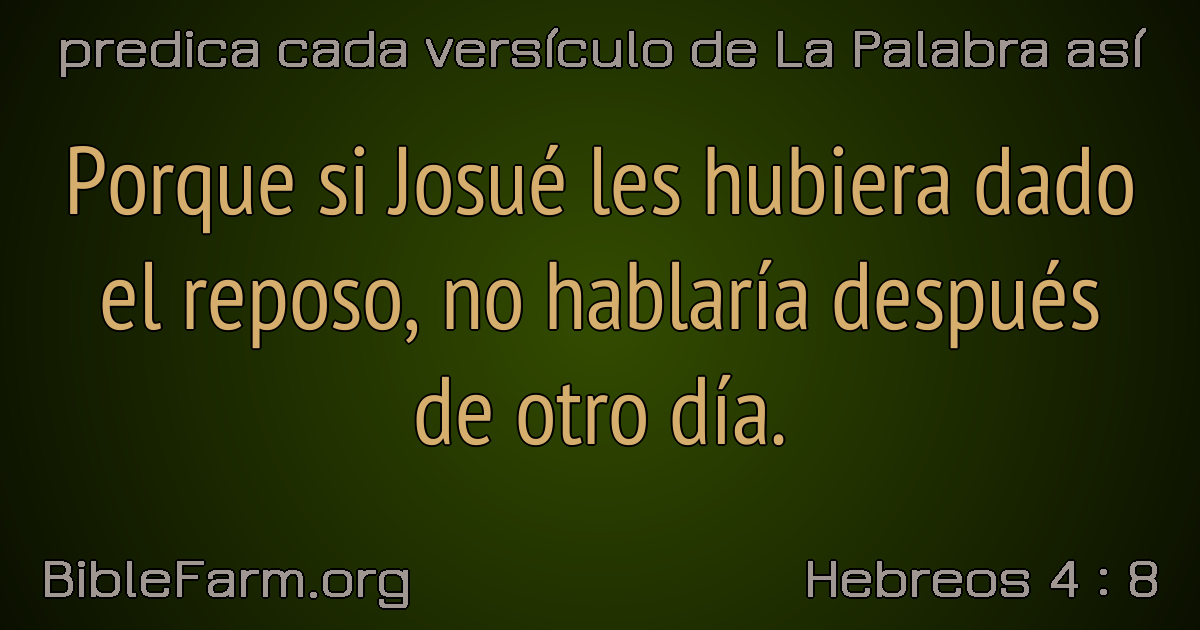 predica cada versículo de La Palabra así
Porque si Josué les hubiera dado
el reposo, no hablaría después
de otro día.
BibleFarm.org
Hebreos 4 : 8